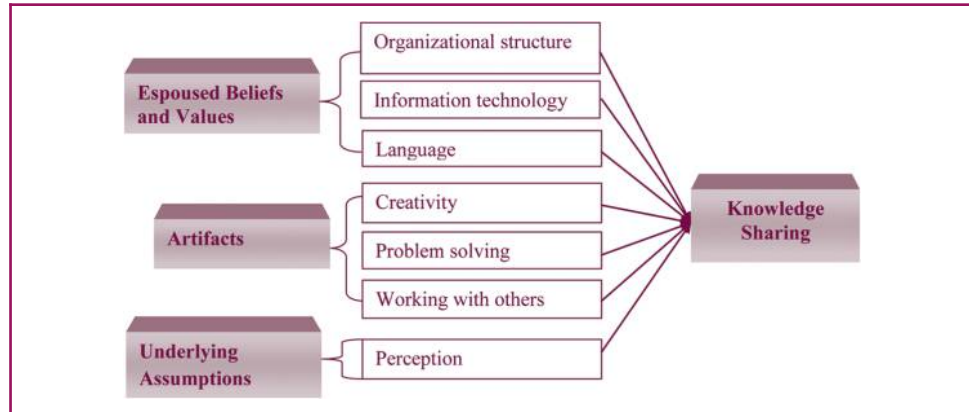 Espoused Beliefs
and Values
Organizational structure
Information technology
Language
Artifacts
Creativity
Problem solving
Working with others
Underlying
Assumptions
Perception
Knowledge
Sharing